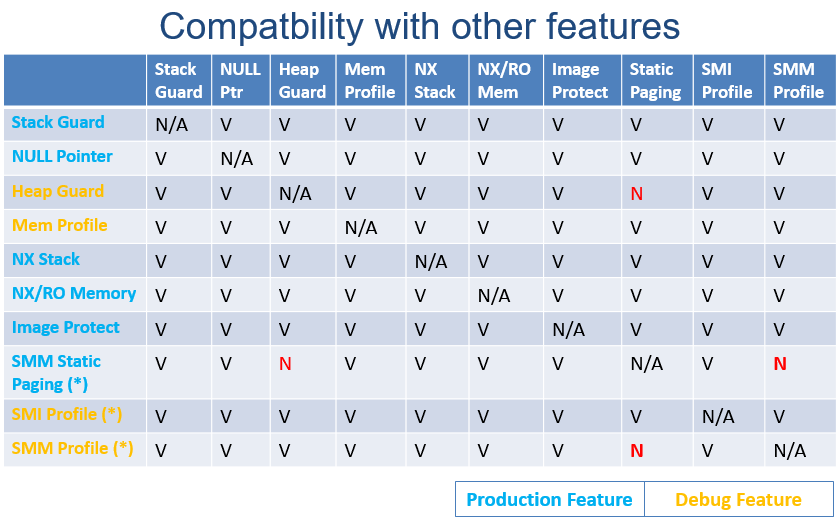 Compatbility with other features
Stack Guard NULL Ptr Heap Guard Mem Profile NX Stack NX/RO Mem Image Protect Static Paging SMI Profile SMM Profile
Stack Guard N/A V V V V V V V V V
NULL Pointer V N/A V V V V V V V V
Heap Guard V V N/A V V V V N V V
Mem Profile V V V N/A V V V V V V
NX Stack V V V V N/A V V V V V
NX/RO Memory V V V V V N/A V V V V
Image Protect V V V V V V N/A V V V
SMM Static Paging (*) V V N V V V V N/A V N
SMI Profile (*) V V V V V V V V N/A V
SMM Profile (*) V V V V V V V N V N/A
Production Feature Debug Feature